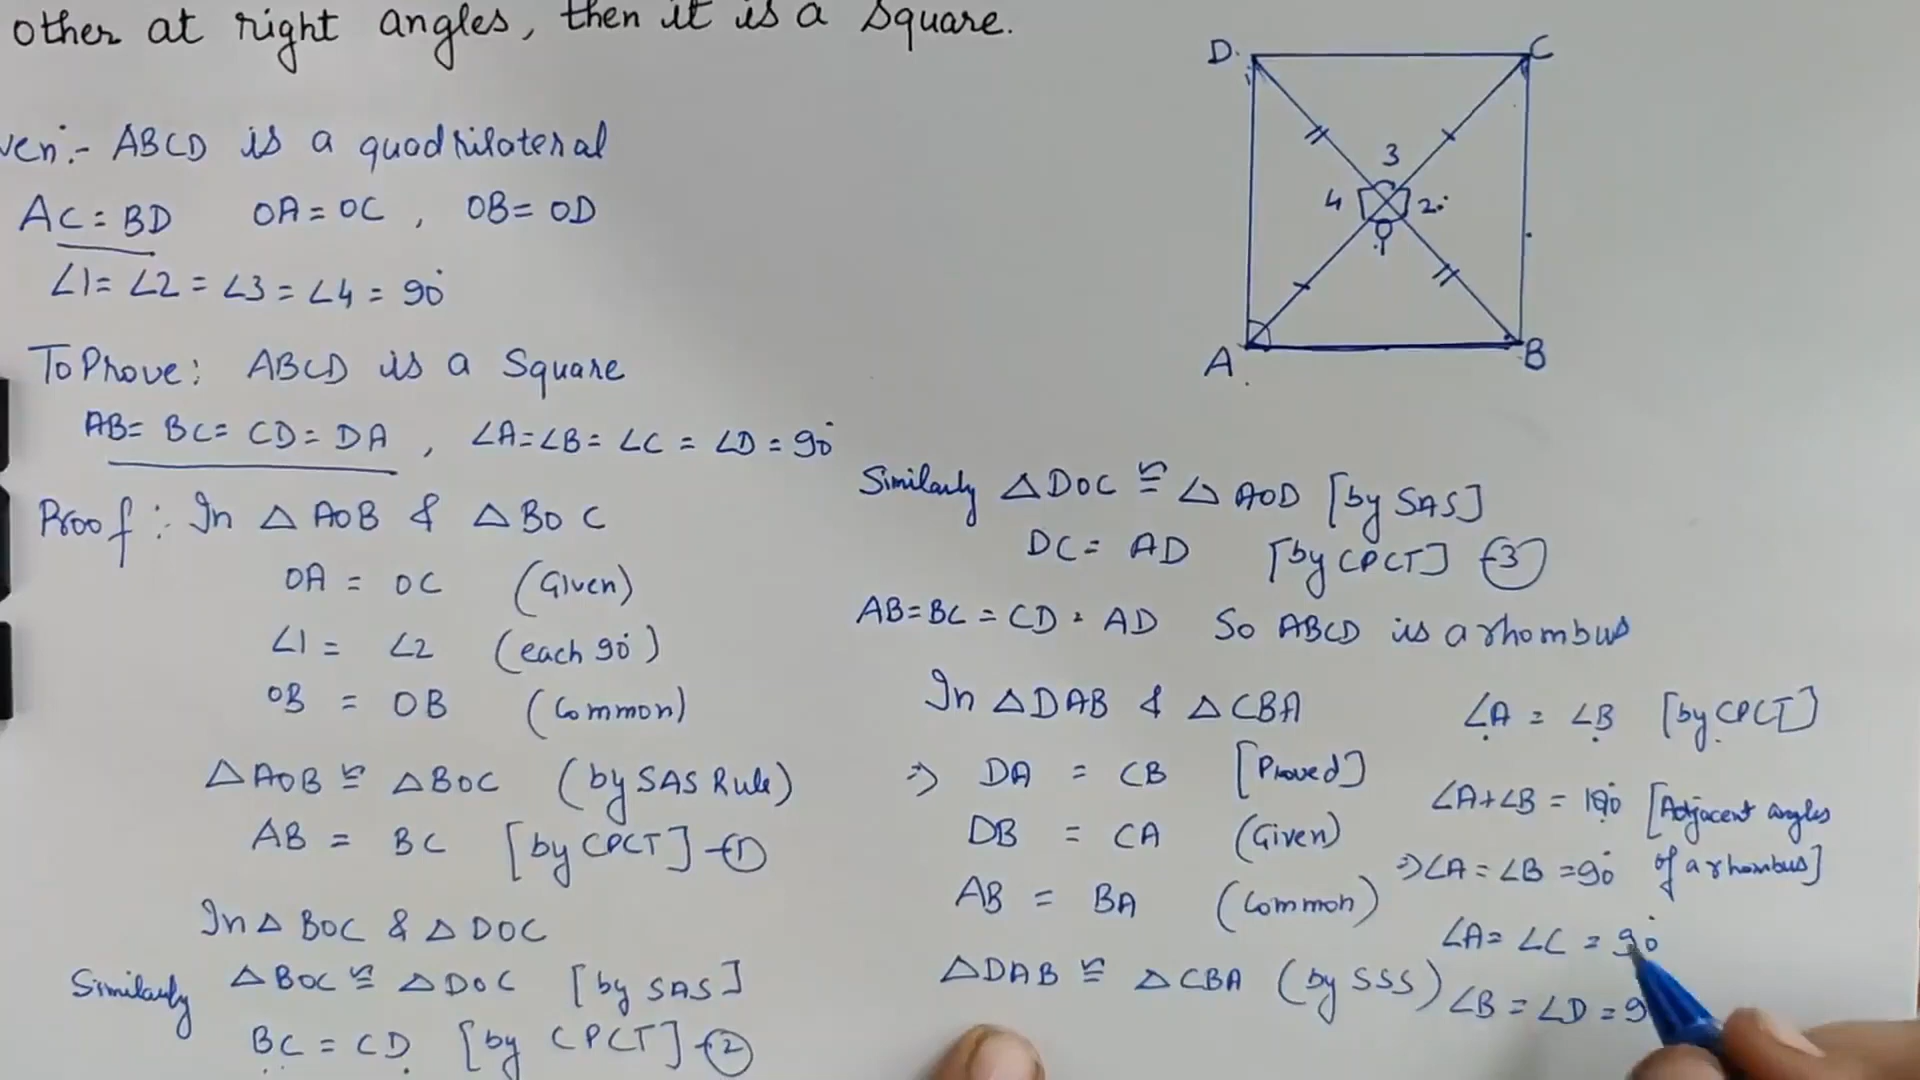 other at right angles, then it is a Square.
ven:- ABCD is a quadrilateral
AC = BD OA = OC , OB = OD
∠1 = ∠2 = ∠3 = ∠4 = 90°
To Prove: ABCD is a Square
AB = BC = CD = DA , ∠A = ∠B = ∠C = ∠D = 90°
Proof: In △ AOB & △ BOC
OA = OC (Given)
∠1 = ∠2 (each 90°)
OB = OB (Common)
△AOB ≅ △BOC (by SAS Rule)
AB = BC [by CPCT] -①
In △ BOC & △ DOC
Similarly △BOC ≅ △DOC [by SAS]
BC = CD [by CPCT] -②
D C
3
4 2
O
1
A B
Similarly △DOC ≅ △AOD [by SAS]
DC = AD [by CPCT] -③
AB = BC = CD = AD So ABCD is a rhombus
In △DAB & △CBA
⇒ DA = CB [Proved]
DB = CA (Given)
AB = BA (Common)
△DAB ≅ △CBA (by SSS)
∠A = ∠B [by CPCT]
∠A+∠B = 180° [Adjacent angles
of a rhombus]
⇒ ∠A = ∠B = 90°
∠A = ∠C = 90°
∠B = ∠D = 9